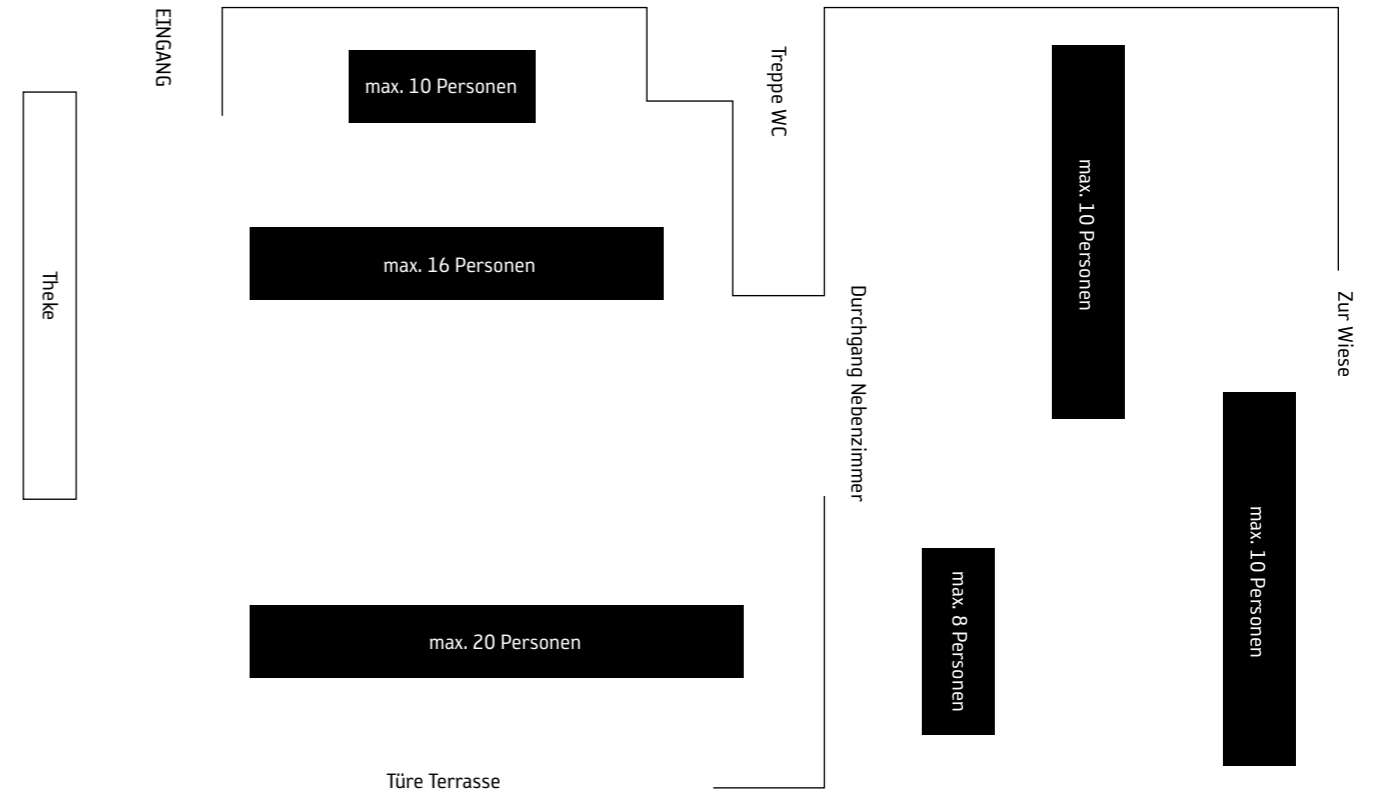 EINGANG
max. 10 Personen
Treppe WC
max. 10 Personen
Theke
max. 16 Personen
Durchgang Nebenzimmer
Zur Wiese
max. 20 Personen
max. 8 Personen
max. 10 Personen
Türe Terrasse